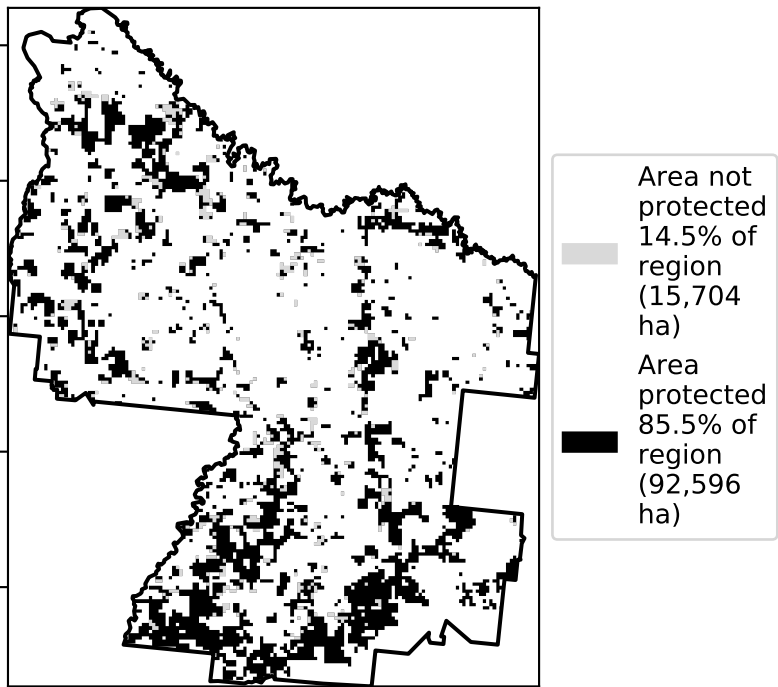 Area not
protected
14.5% of
region
(15,704
ha)
Area
protected
85.5% of
region
(92,596
ha)